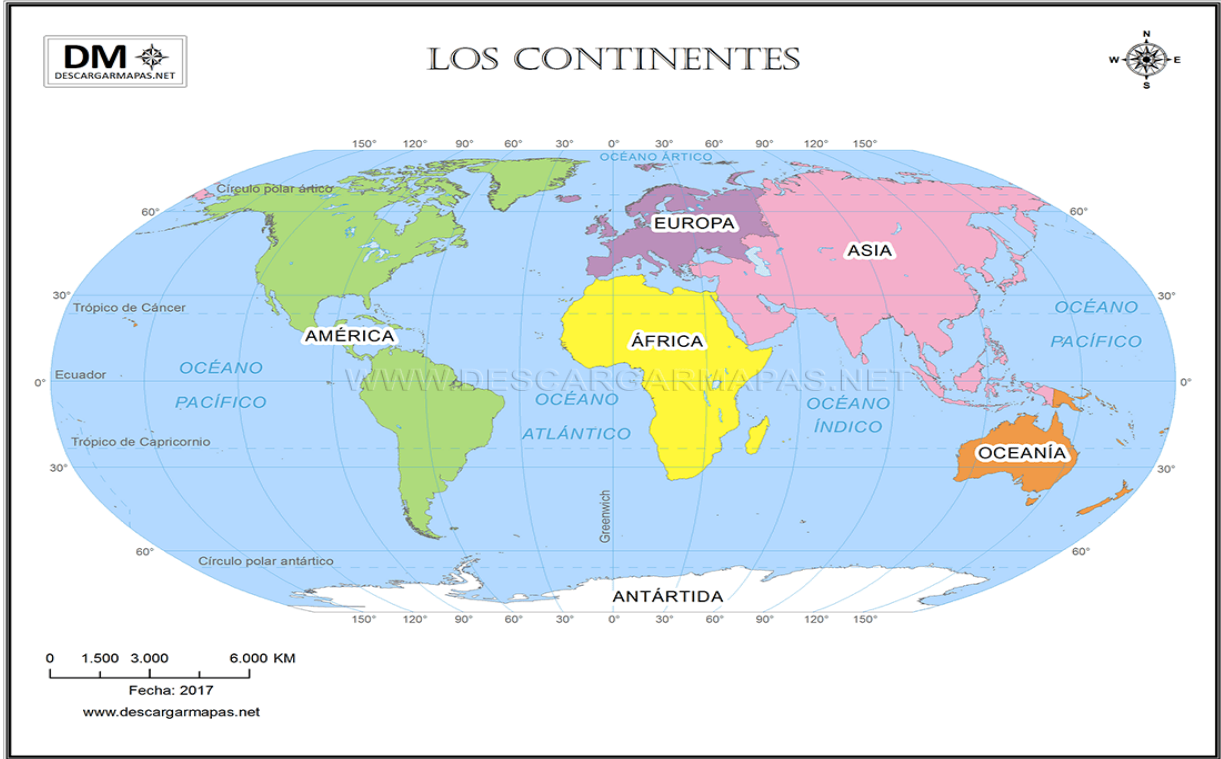 DM
DESCARGARMAPAS.NET
LOS CONTINENTES
N
W E
S
150° 120° 90° 60° 30° 0° 30° 60° 90° 120° 150°
OCÉANO ÁRTICO
Círculo polar ártico
60° 60°
EUROPA
ASIA
30° 30°
Trópico de Cáncer
OCÉANO
PACÍFICO
AMÉRICA
ÁFRICA
OCÉANO
PACÍFICO
Ecuador
0° 0°
WWW.DESCARGARMAPAS.NET
OCÉANO
ATLÁNTICO
OCÉANO
ÍNDICO
Trópico de Capricornio
OCEANÍA
30° 30°
Greenwich
60° 60°
Círculo polar antártico
ANTÁRTIDA
150° 120° 90° 60° 30° 0° 30° 60° 90° 120° 150°
0 1.500 3.000 6.000 KM
Fecha: 2017
www.descargarmapas.net